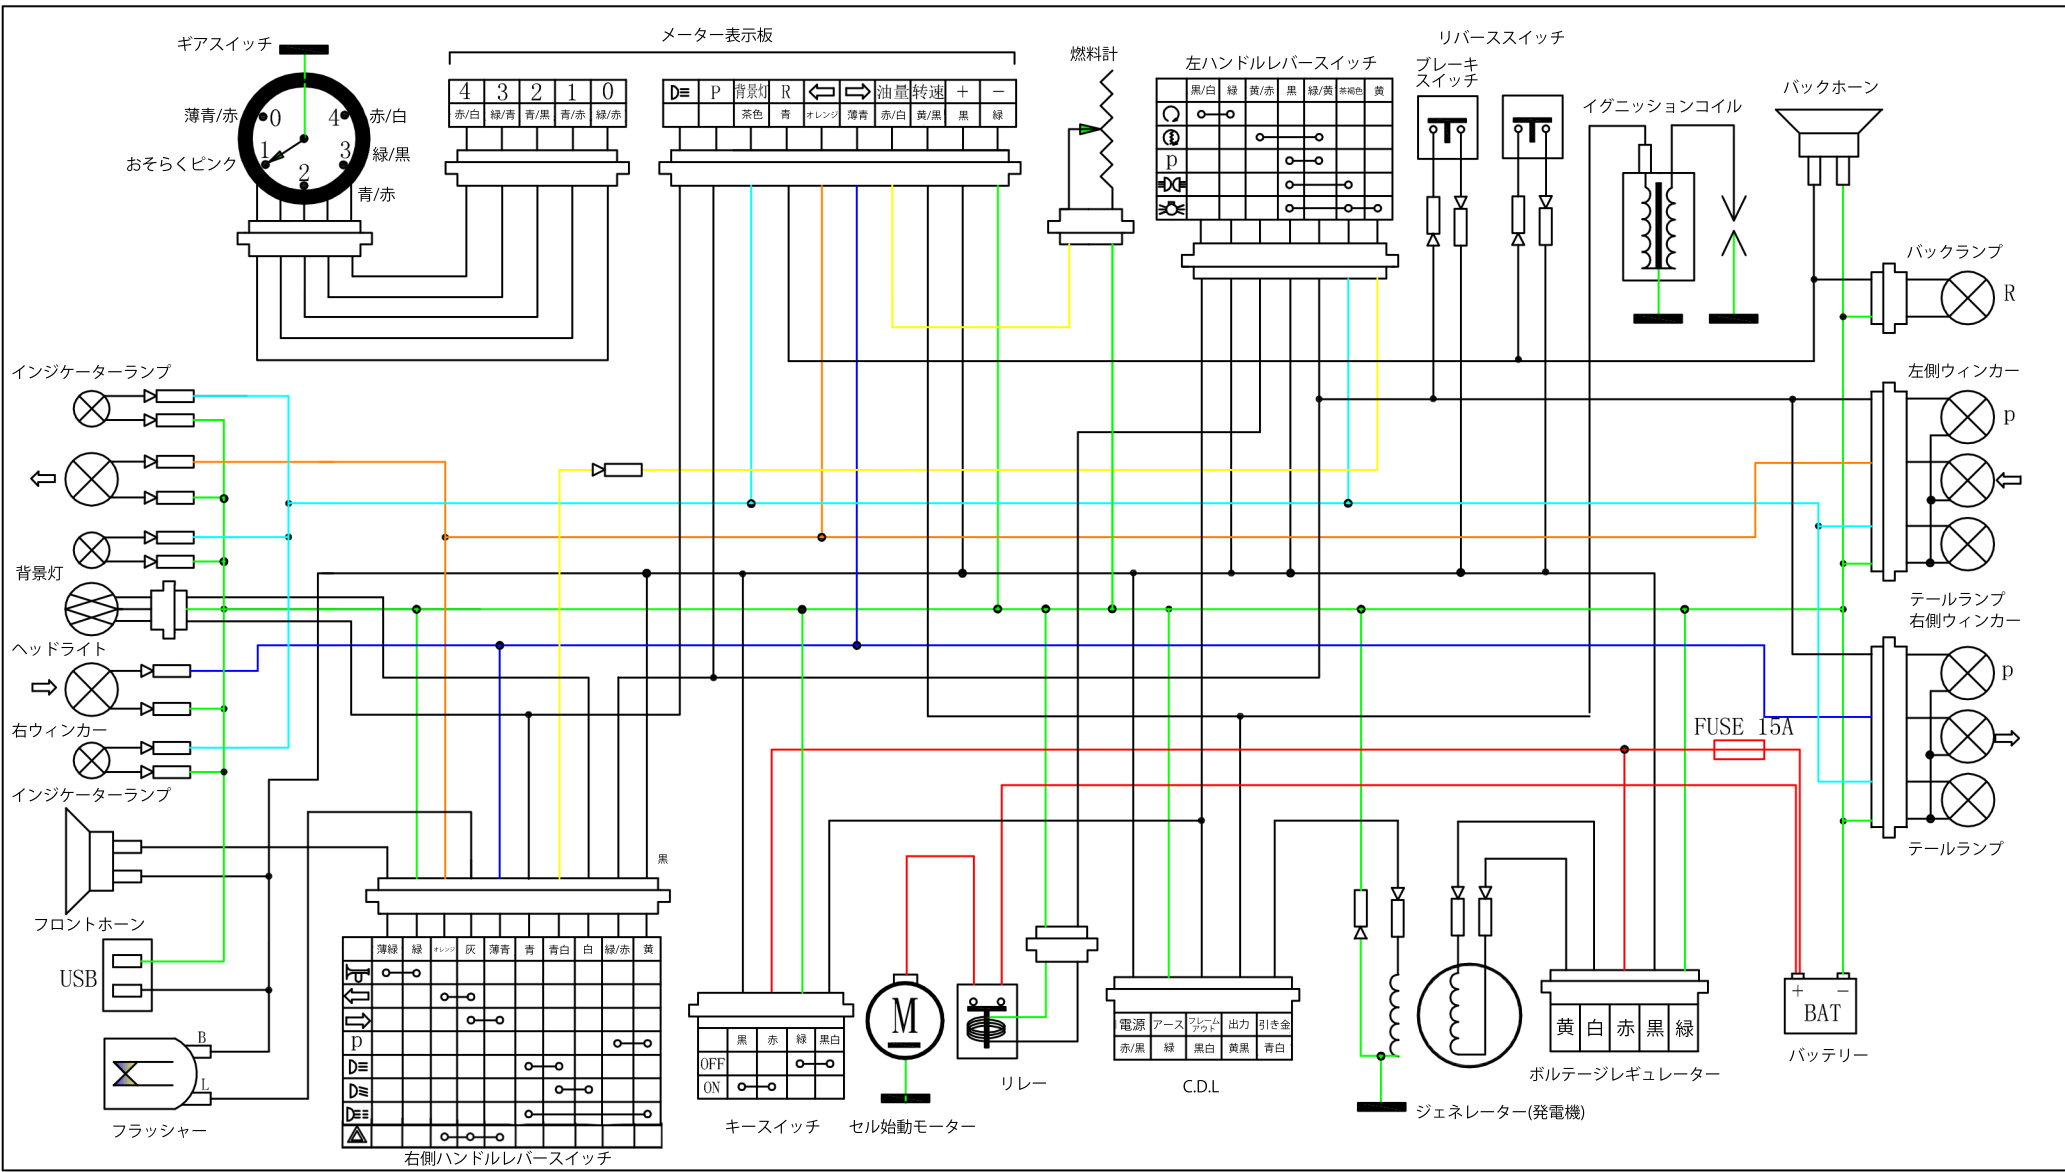 ギアスイッチ
薄青/赤
0
4
赤/白
おそらくピンク
1
3
緑/黒
2
青/赤
メーター表示板
4 3 2 1 0
赤/白 緑/青 青/黒 青/赤 緑/赤
P 背景灯 R 油量 转速 + −
茶色 青 オレンジ 薄青 赤/白 黄/黒 黒 緑
燃料計
左ハンドルレバースイッチ
黒/白 緑 黄/赤 黒 緑/黄 茶褐色 黄
p
リバーススイッチ
ブレーキ
スイッチ
イグニッションコイル
バックホーン
バックランプ
R
左側ウィンカー
p
テールランプ
右側ウィンカー
p
テールランプ
インジケーターランプ
背景灯
ヘッドライト
右ウィンカー
インジケーターランプ
フロントホーン
USB
B
L
フラッシャー
黒
薄緑 緑 オレンジ 灰 薄青 青 青白 白 緑/赤 黄
p
右側ハンドルレバースイッチ
黒 赤 緑 黒白
OFF
ON
キースイッチ
M
セル始動モーター
リレー
電源 アース フレームアウト 出力 引き金
赤/黒 緑 黒白 黄黒 青白
C.D.L
ジェネレーター(発電機)
黄 白 赤 黒 緑
ボルテージレギュレーター
FUSE 15A
+ −
BAT
バッテリー